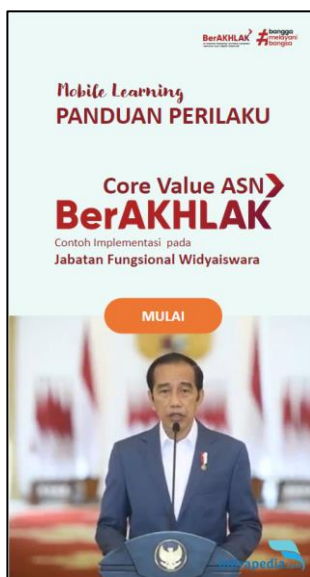 BerAKHLAK
#bangga
melayani
bangsa
Mobile Learning
PANDUAN PERILAKU
Core Value ASN
BerAKHLAK
Contoh Implementasi pada
Jabatan Fungsional Widyaiswara
MULAI